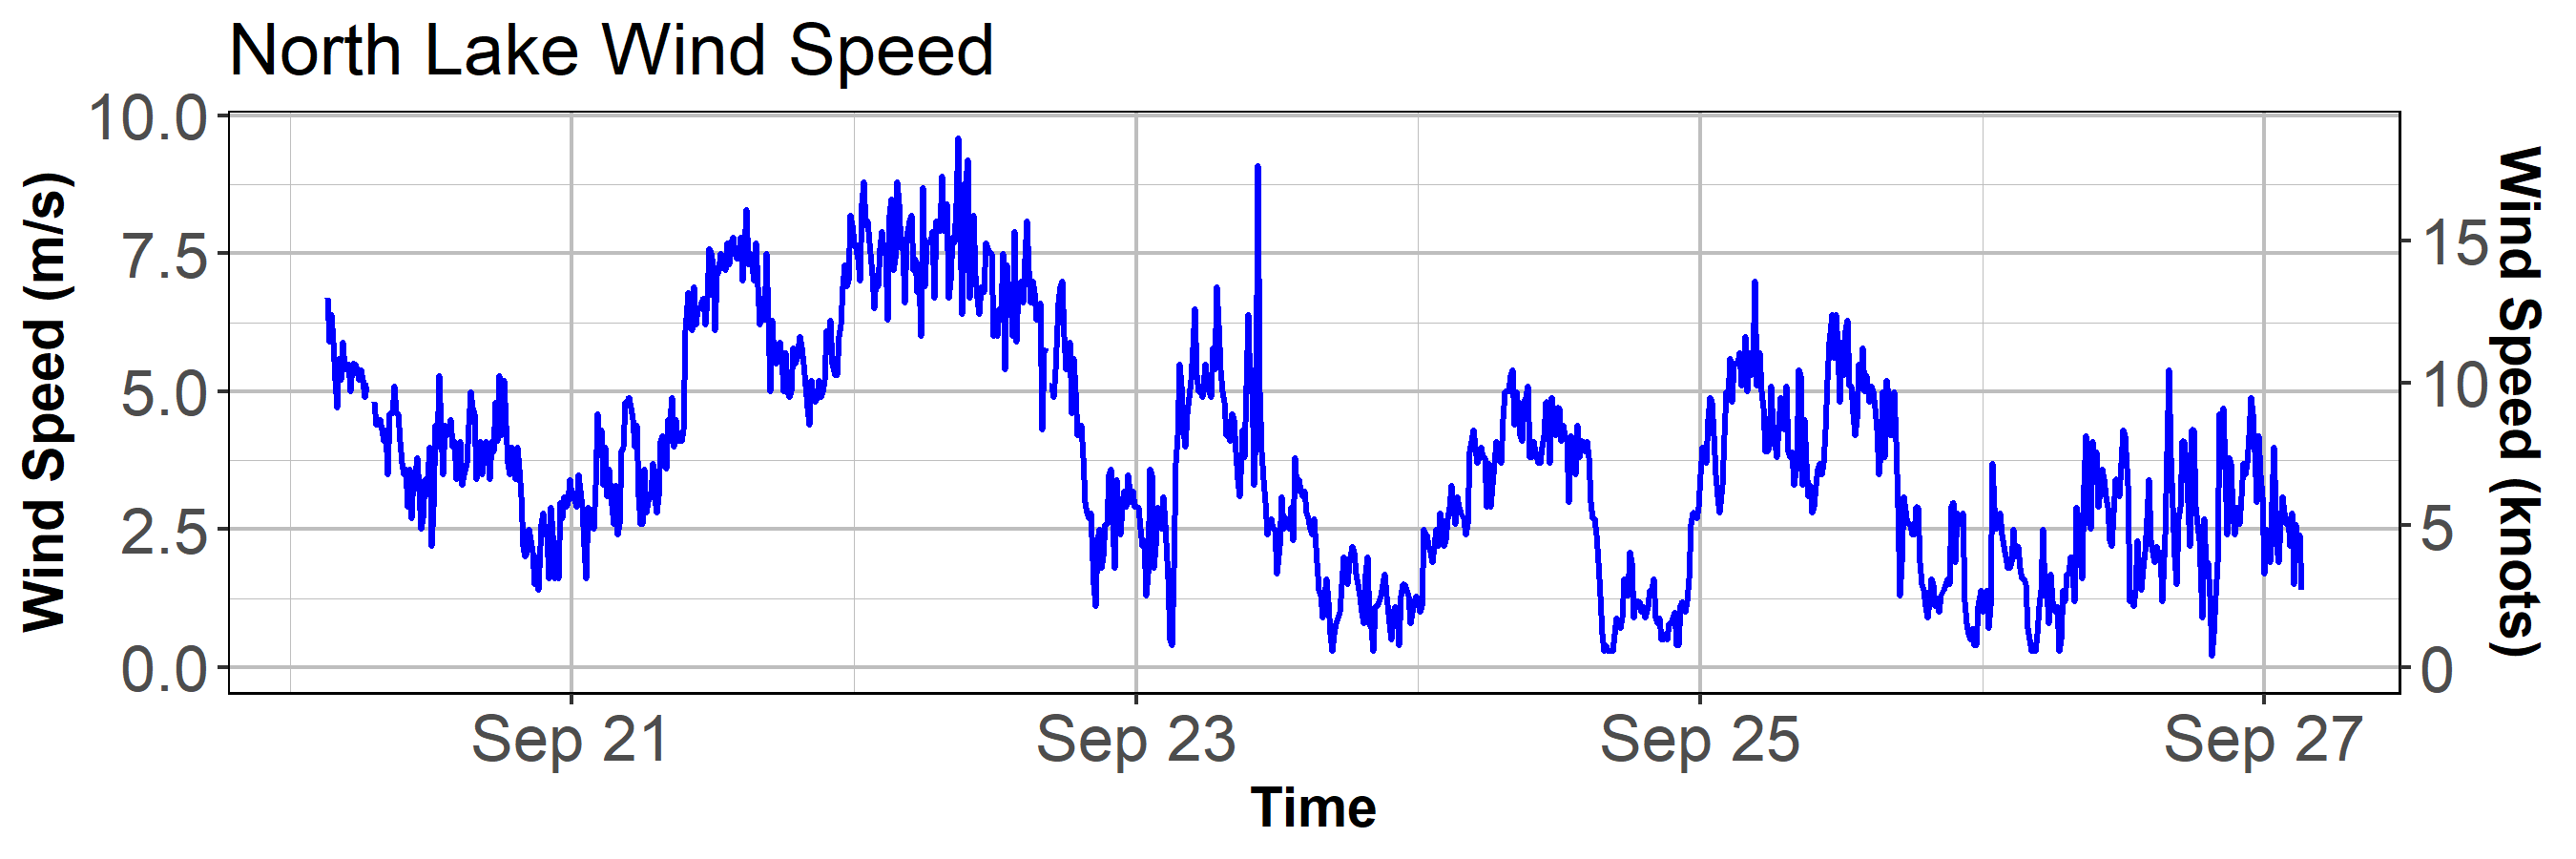 North Lake Wind Speed
10.0
7.5
5.0
2.5
0.0
Wind Speed (m/s)
15
10
5
0
Wind Speed (knots)
Sep 21
Sep 23
Sep 25
Sep 27
Time